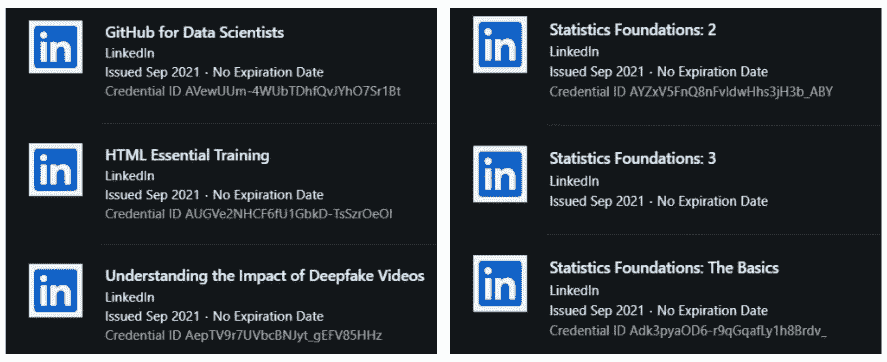 in
GitHub for Data Scientists
LinkedIn
Issued Sep 2021 · No Expiration Date
Credential ID AVewUUm-4WUbTDhfQvJYhO7Sr1Bt
in
HTML Essential Training
LinkedIn
Issued Sep 2021 · No Expiration Date
Credential ID AUGVe2NHCF6fU1GbkD-TsSzrOeOI
in
Understanding the Impact of Deepfake Videos
LinkedIn
Issued Sep 2021 · No Expiration Date
Credential ID AepTV9r7UVbcBNJyt_gEFV85HHz
in
Statistics Foundations: 2
LinkedIn
Issued Sep 2021 · No Expiration Date
Credential ID AYZxV5FnQ8nFvIdwHhs3jH3b_ABY
in
Statistics Foundations: 3
LinkedIn
Issued Sep 2021 · No Expiration Date
in
Statistics Foundations: The Basics
LinkedIn
Issued Sep 2021 · No Expiration Date
Credential ID Adk3pyaOD6-r9qGqafLy1h8Brdv_